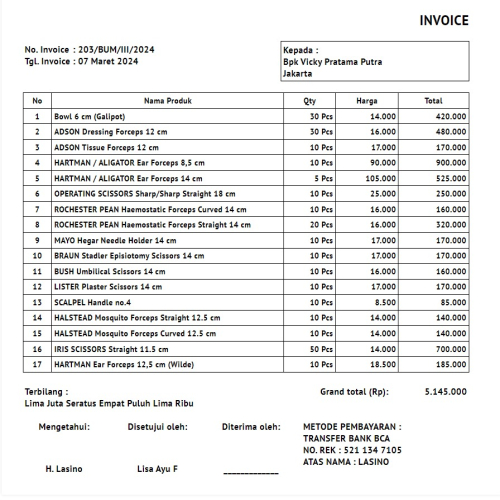 INVOICE
No. Invoice : 203/BUM/III/2024
Tgl. Invoice : 07 Maret 2024
Kepada :
Bpk Vicky Pratama Putra
Jakarta
No Nama Produk Qty Harga Total
1 Bowl 6 cm (Galipot) 30 Pcs 14.000 420.000
2 ADSON Dressing Forceps 12 cm 30 Pcs 16.000 480.000
3 ADSON Tissue Forceps 12 cm 10 Pcs 17.000 170.000
4 HARTMAN / ALIGATOR Ear Forceps 8,5 cm 10 Pcs 90.000 900.000
5 HARTMAN / ALIGATOR Ear Forceps 14 cm 5 Pcs 105.000 525.000
6 OPERATING SCISSORS Sharp/Sharp Straight 18 cm 10 Pcs 25.000 250.000
7 ROCHESTER PEAN Haemostatic Forceps Curved 14 cm 10 Pcs 16.000 160.000
8 ROCHESTER PEAN Haemostatic Forceps Straight 14 cm 20 Pcs 16.000 320.000
9 MAYO Hegar Needle Holder 14 cm 10 Pcs 17.000 170.000
10 BRAUN Stadler Episiotomy Scissors 14 cm 10 Pcs 17.000 170.000
11 BUSH Umbilical Scissors 14 cm 10 Pcs 16.000 160.000
12 LISTER Plaster Scissors 14 cm 10 Pcs 17.000 170.000
13 SCALPEL Handle no.4 10 Pcs 8.500 85.000
14 HALSTEAD Mosquito Forceps Straight 12.5 cm 10 Pcs 14.000 140.000
15 HALSTEAD Mosquito Forceps Curved 12.5 cm 10 Pcs 14.000 140.000
16 IRIS SCISSORS Straight 11.5 cm 50 Pcs 14.000 700.000
17 HARTMAN Ear Forceps 12,5 cm (Wilde) 10 Pcs 18.500 185.000
Terbilang :
Lima Juta Seratus Empat Puluh Lima Ribu
Grand total (Rp): 5.145.000
Mengetahui: Disetujui oleh: Diterima oleh:
H. Lasino Lisa Ayu F
METODE PEMBAYARAN :
TRANSFER BANK BCA
NO. REK : 521 134 7105
ATAS NAMA : LASINO